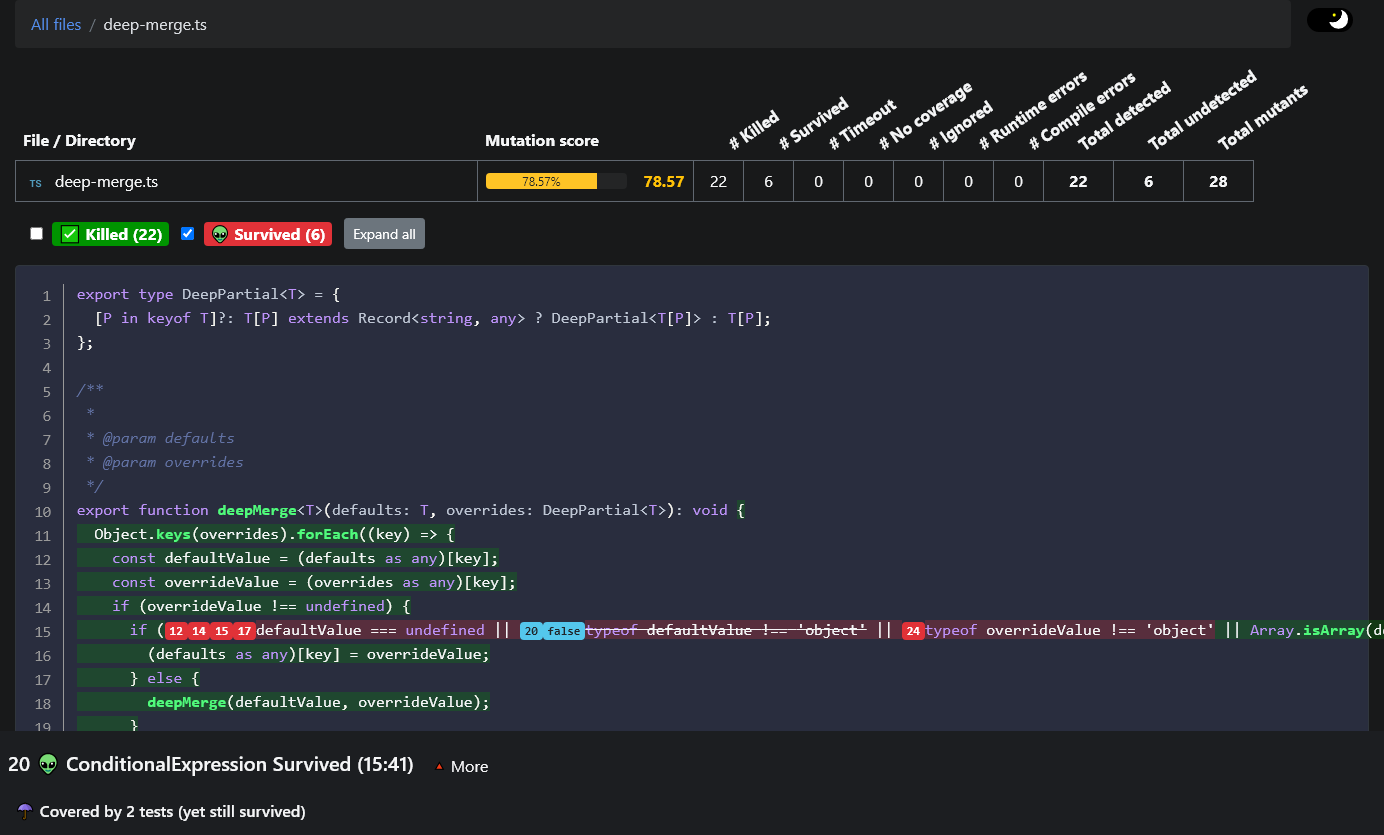 All files / deep-merge.ts
File / Directory Mutation score # Killed # Survived # Timeout # No coverage # Ignored # Runtime errors # Compile errors Total detected Total undetected Total mutants
TS deep-merge.ts 78.57% 78.57 22 6 0 0 0 0 0 22 6 28
✅ Killed (22) 👽 Survived (6) Expand all
1 export type DeepPartial<T> = {
2   [P in keyof T]?: T[P] extends Record<string, any> ? DeepPartial<T[P]> : T[P];
3 };
4
5 /**
6  *
7  * @param defaults
8  * @param overrides
9  */
10 export function deepMerge<T>(defaults: T, overrides: DeepPartial<T>): void {
11   Object.keys(overrides).forEach((key) => {
12     const defaultValue = (defaults as any)[key];
13     const overrideValue = (overrides as any)[key];
14     if (overrideValue !== undefined) {
15       if (12 14 15 17 defaultValue === undefined || 20 false typeof defaultValue !== 'object' || 24 typeof overrideValue !== 'object' || Array.isArray(de
16         (defaults as any)[key] = overrideValue;
17       } else {
18         deepMerge(defaultValue, overrideValue);
19       }
20 👽 ConditionalExpression Survived (15:41) 🔺 More
☂️ Covered by 2 tests (yet still survived)